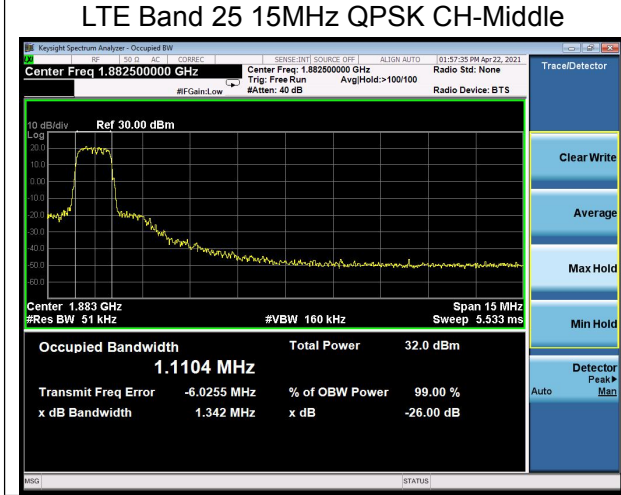 LTE Band 25 15MHz QPSK CH-Middle
Keysight Spectrum Analyzer - Occupied BW
RF 50 Ω AC CORREC SENSE:INT SOURCE OFF ALIGN AUTO 01:57:35 PM Apr 22, 2021
Center Freq 1.882500000 GHz Center Freq: 1.882500000 GHz Radio Std: None
Trig: Free Run Avg|Hold:>100/100
#IFGain:Low #Atten: 40 dB Radio Device: BTS
Trace/Detector
10 dB/div Ref 30.00 dBm
Log
20.0
10.0
0.00
-10.0
-20.0
-30.0
-40.0
-50.0
-60.0
Center 1.883 GHz Span 15 MHz
#Res BW 51 kHz #VBW 160 kHz Sweep 5.533 ms
Occupied Bandwidth Total Power 32.0 dBm
1.1104 MHz
Transmit Freq Error -6.0255 MHz % of OBW Power 99.00 %
x dB Bandwidth 1.342 MHz x dB -26.00 dB
Clear Write
Average
Max Hold
Min Hold
Detector
Peak▶
Auto Man
MSG STATUS